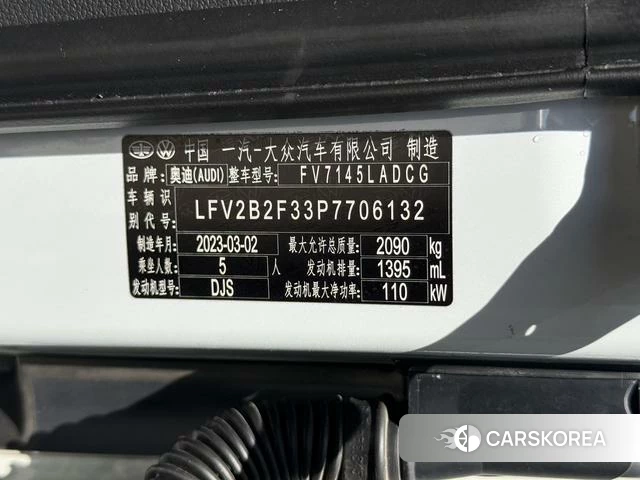 中国 一汽-大众汽车有限公司 制造
品牌: 奥迪(AUDI) 整车型号: FV7145LADCG
车辆识别代号: LFV2B2F33P7706132
制造年月: 2023-03-02 最大允许总质量: 2090 kg
乘坐人数: 5 人 发动机排量: 1395 mL
发动机型号: DJS 发动机最大净功率: 110 kW
CARSKOREA